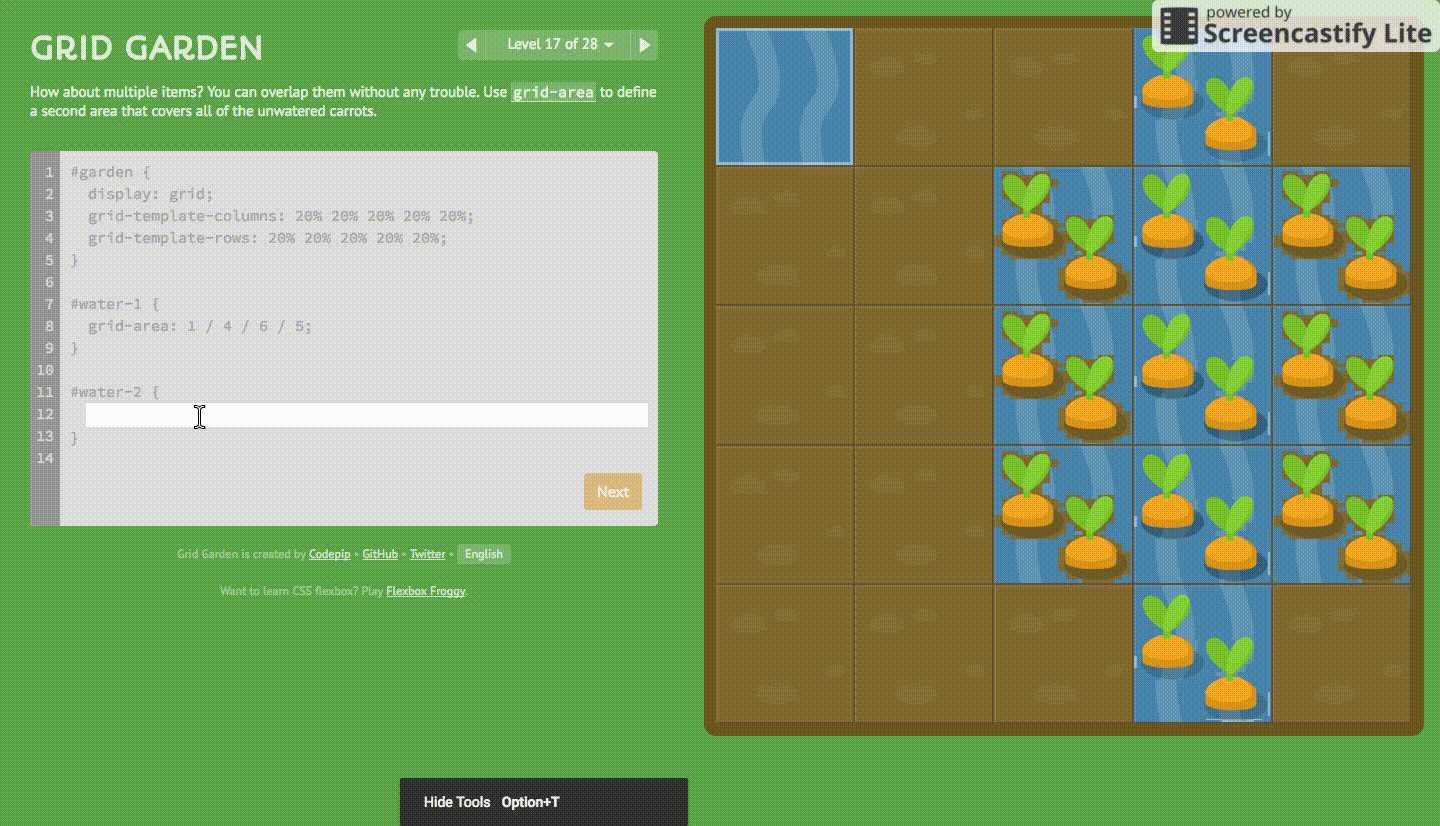 powered by
Screencastify Lite
GRID GARDEN
Level 17 of 28
How about multiple items? You can overlap them without any trouble. Use grid-area to define
a second area that covers all of the unwatered carrots.
1 #garden {
2 display: grid;
3 grid-template-columns: 20% 20% 20% 20% 20%;
4 grid-template-rows: 20% 20% 20% 20% 20%;
5 }
6
7 #water-1 {
8 grid-area: 1 / 4 / 6 / 5;
9 }
10
11 #water-2 {
12
13 }
14
Next
Grid Garden is created by Codepip • GitHub • Twitter • English
Want to learn CSS flexbox? Play Flexbox Froggy.
Hide Tools Option+T